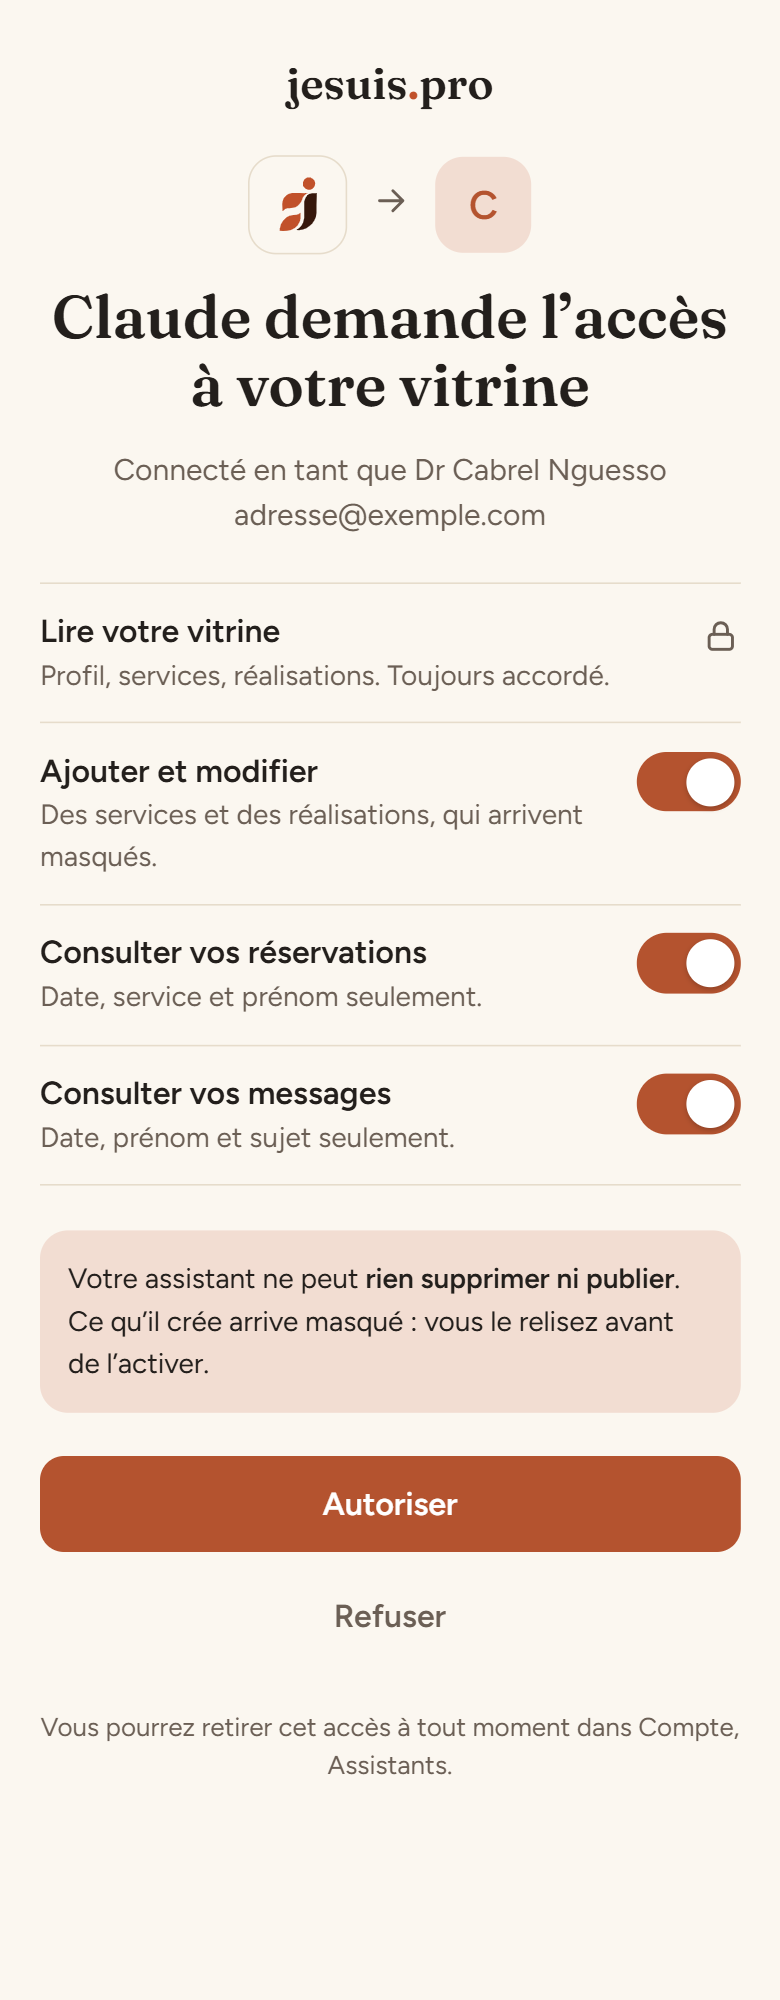 jesuis.pro
C
Claude demande l’accès
à votre vitrine
Connecté en tant que Dr Cabrel Nguesso
adresse@exemple.com
Lire votre vitrine
Profil, services, réalisations. Toujours accordé.
Ajouter et modifier
Des services et des réalisations, qui arrivent
masqués.
Consulter vos réservations
Date, service et prénom seulement.
Consulter vos messages
Date, prénom et sujet seulement.
Votre assistant ne peut rien supprimer ni publier.
Ce qu’il crée arrive masqué : vous le relisez avant
de l’activer.
Autoriser
Refuser
Vous pourrez retirer cet accès à tout moment dans Compte,
Assistants.